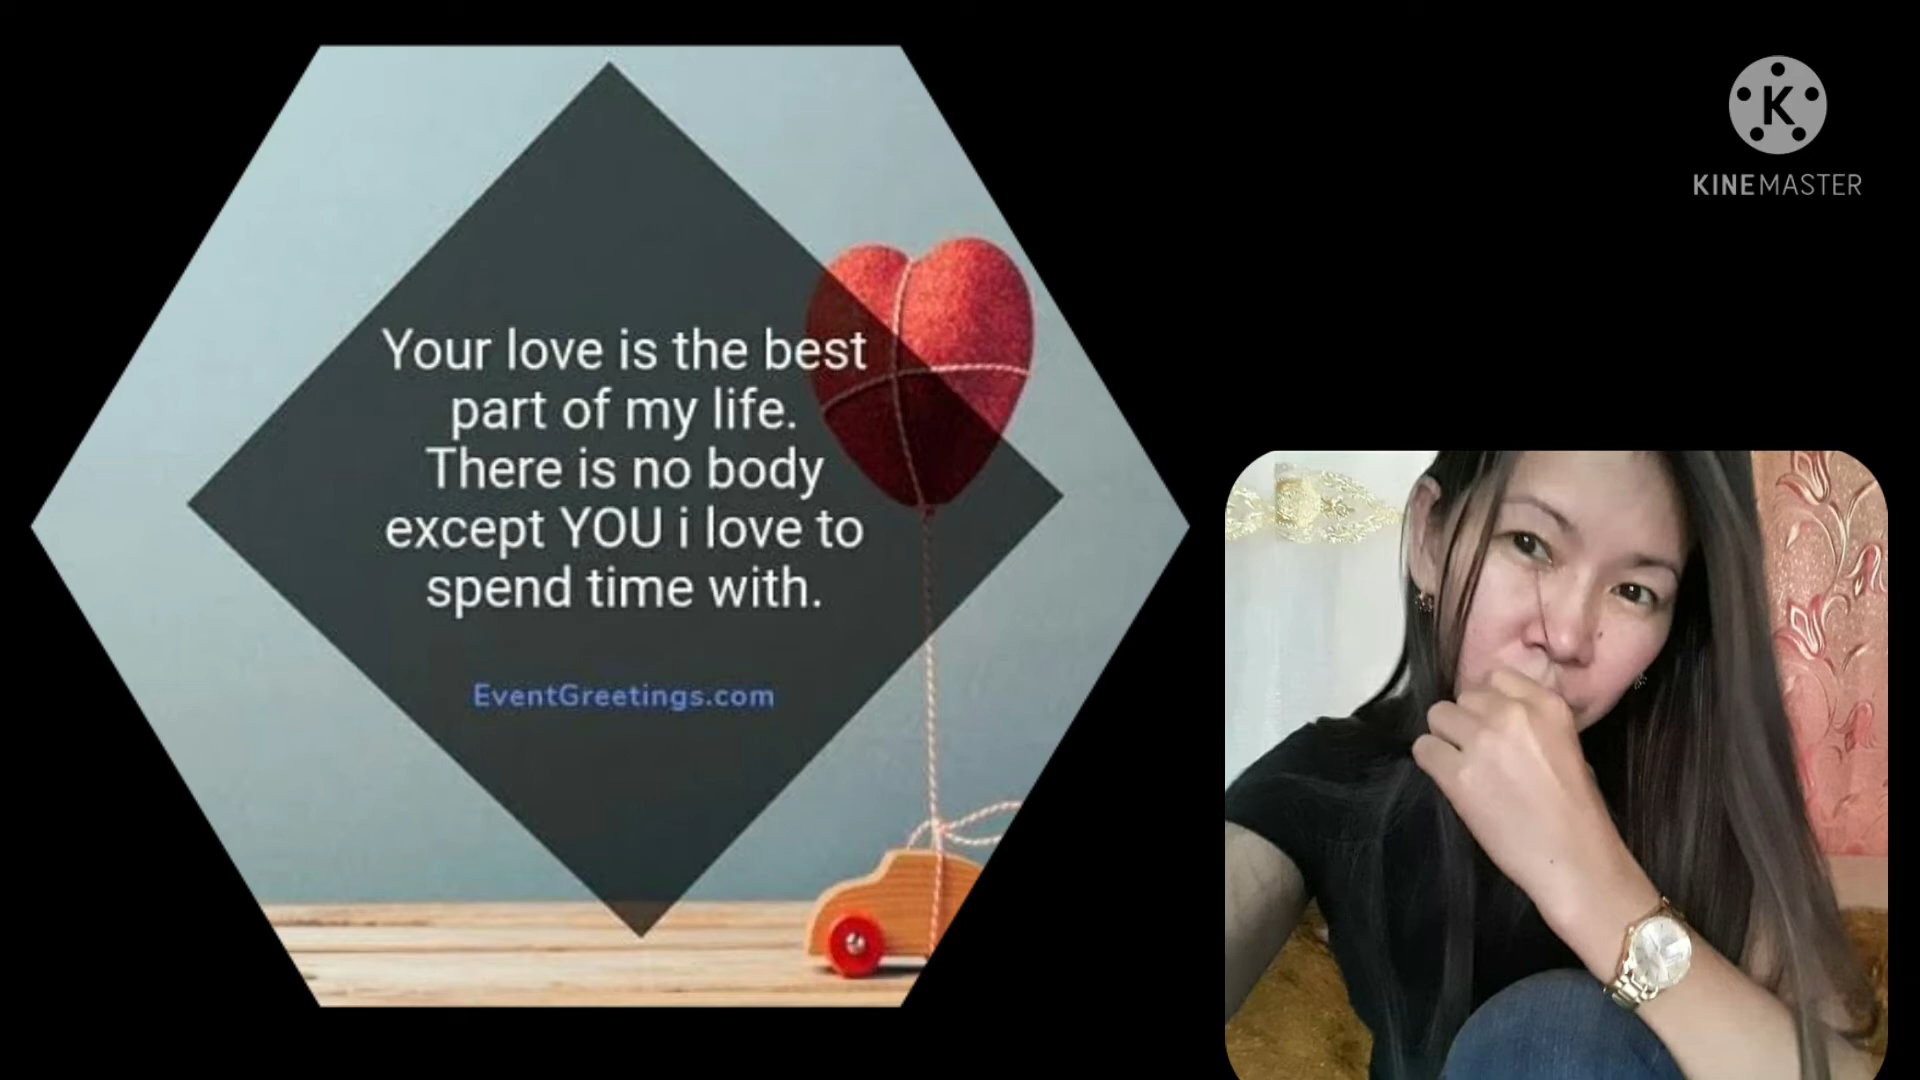 Your love is the best
part of my life.
There is no body
except YOU i love to
spend time with.
EventGreetings.com
K
KINEMASTER